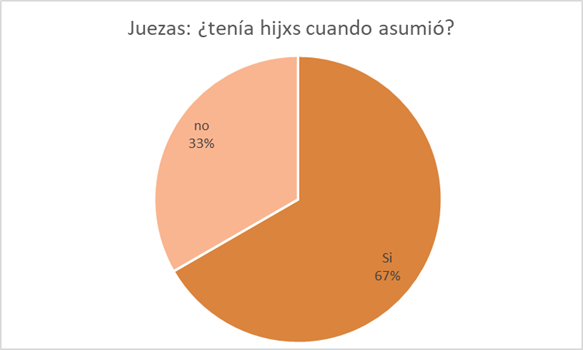 Juezas: ¿tenía hijxs cuando asumió?
no
33%
Si
67%